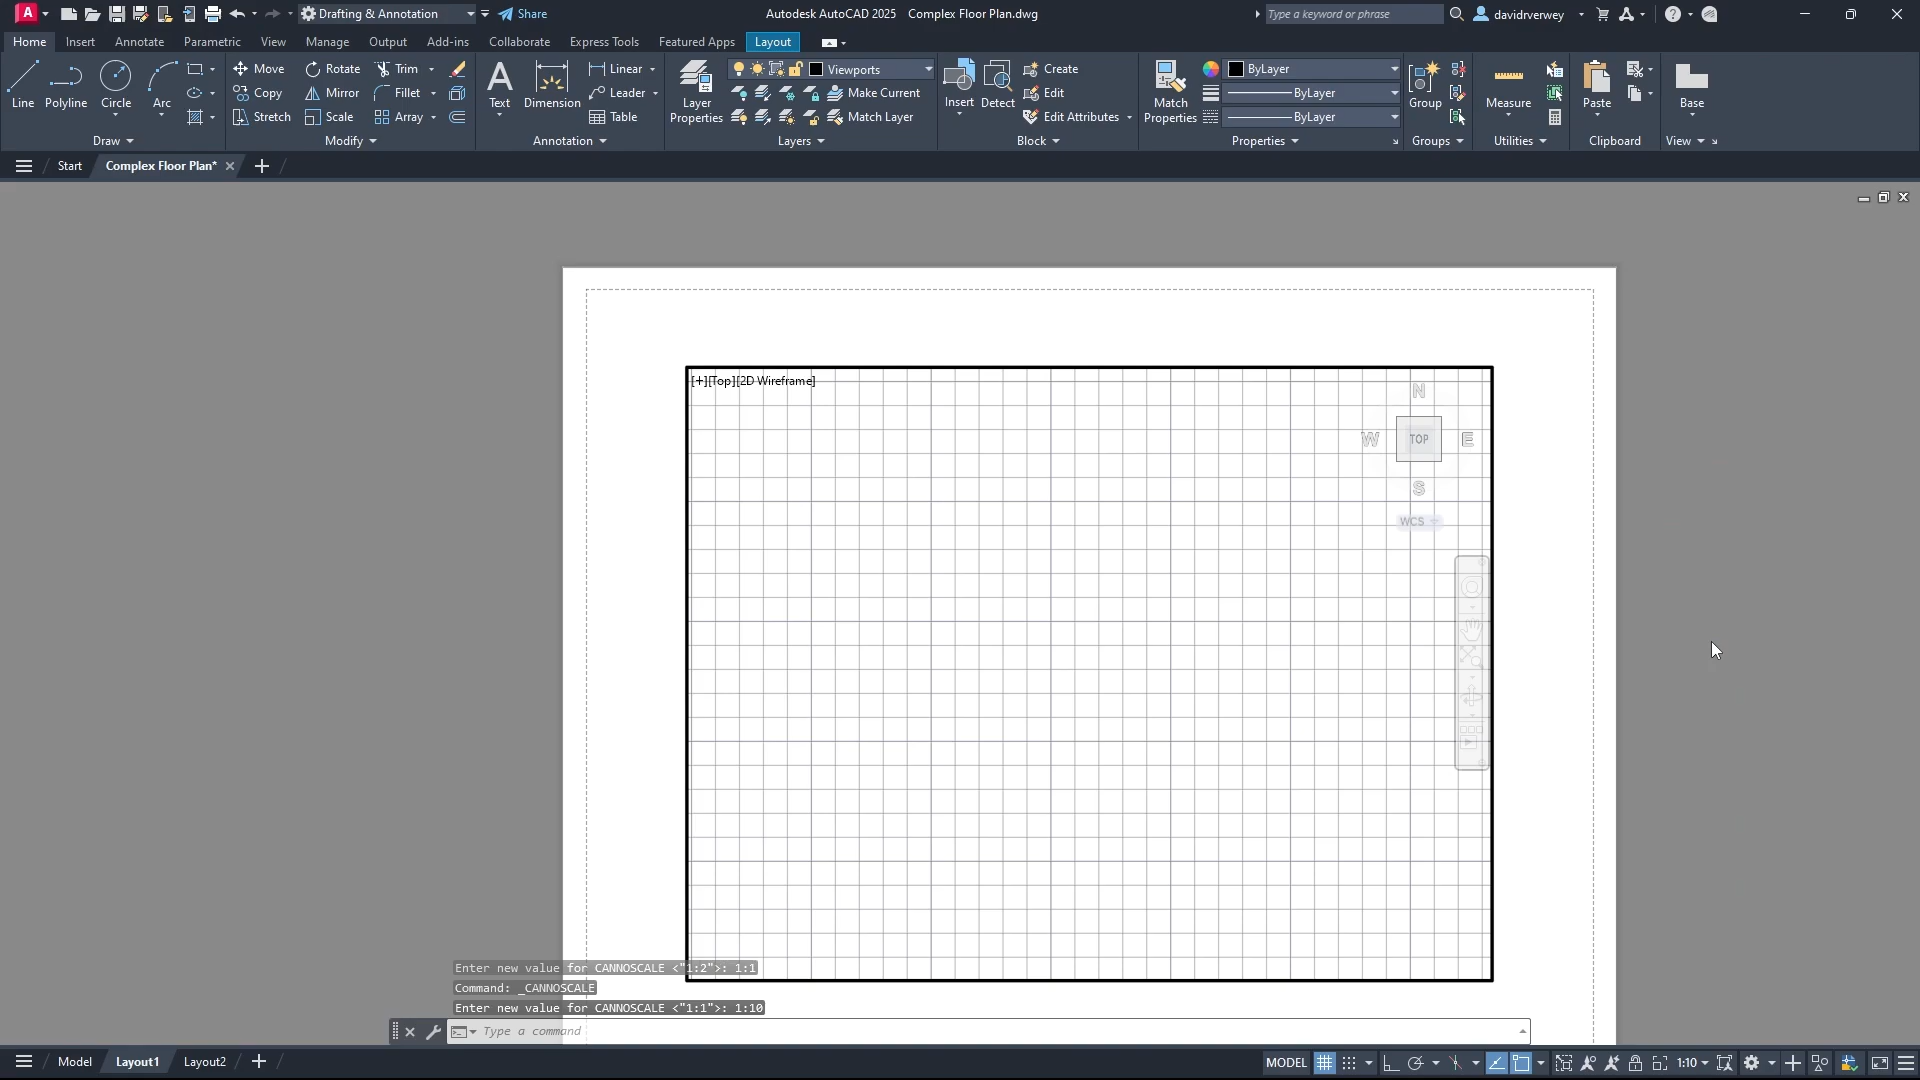 A Drafting & Annotation Share Autodesk AutoCAD 2025 Complex Floor Plan.dwg Type a keyword or phrase davidrverwey
Home Insert Annotate Parametric View Manage Output Add-ins Collaborate Express Tools Featured Apps Layout
Line Polyline Circle Arc
Move Rotate Trim
Copy Mirror Fillet
Stretch Scale Array
Text Dimension
Linear
Leader
Table
Layer Properties
Viewports
Make Current
Match Layer
Insert Detect
Create
Edit
Edit Attributes
Match Properties
ByLayer
ByLayer
ByLayer
Group Measure Paste Base
Draw Modify Annotation Layers Block Properties Groups Utilities Clipboard View
Start Complex Floor Plan*
[+][Top][2D Wireframe]
N
W TOP E
S
WCS
Enter new value for CANNOSCALE <"1:2">: 1:1
Command: _CANNOSCALE
Enter new value for CANNOSCALE <"1:1">: 1:10
Type a command
Model Layout1 Layout2 MODEL 1:10